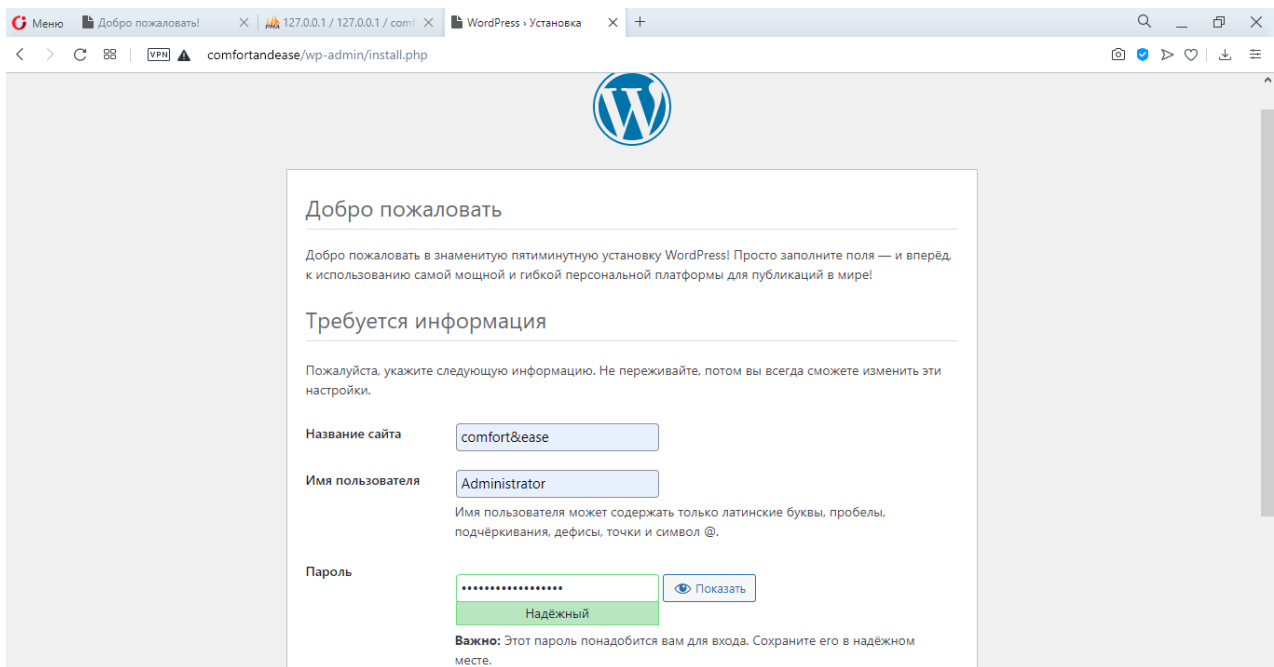 Меню
Добро пожаловать!
127.0.0.1 / 127.0.0.1 / comf
WordPress › Установка
VPN
comfortandease/wp-admin/install.php
Добро пожаловать
Добро пожаловать в знаменитую пятиминутную установку WordPress! Просто заполните поля — и вперёд,
к использованию самой мощной и гибкой персональной платформы для публикаций в мире!
Требуется информация
Пожалуйста, укажите следующую информацию. Не переживайте, потом вы всегда сможете изменить эти
настройки.
Название сайта
comfort&ease
Имя пользователя
Administrator
Имя пользователя может содержать только латинские буквы, пробелы,
подчёркивания, дефисы, точки и символ @.
Пароль
•••••••••••••••••
Показать
Надёжный
Важно: Этот пароль понадобится вам для входа. Сохраните его в надёжном
месте.